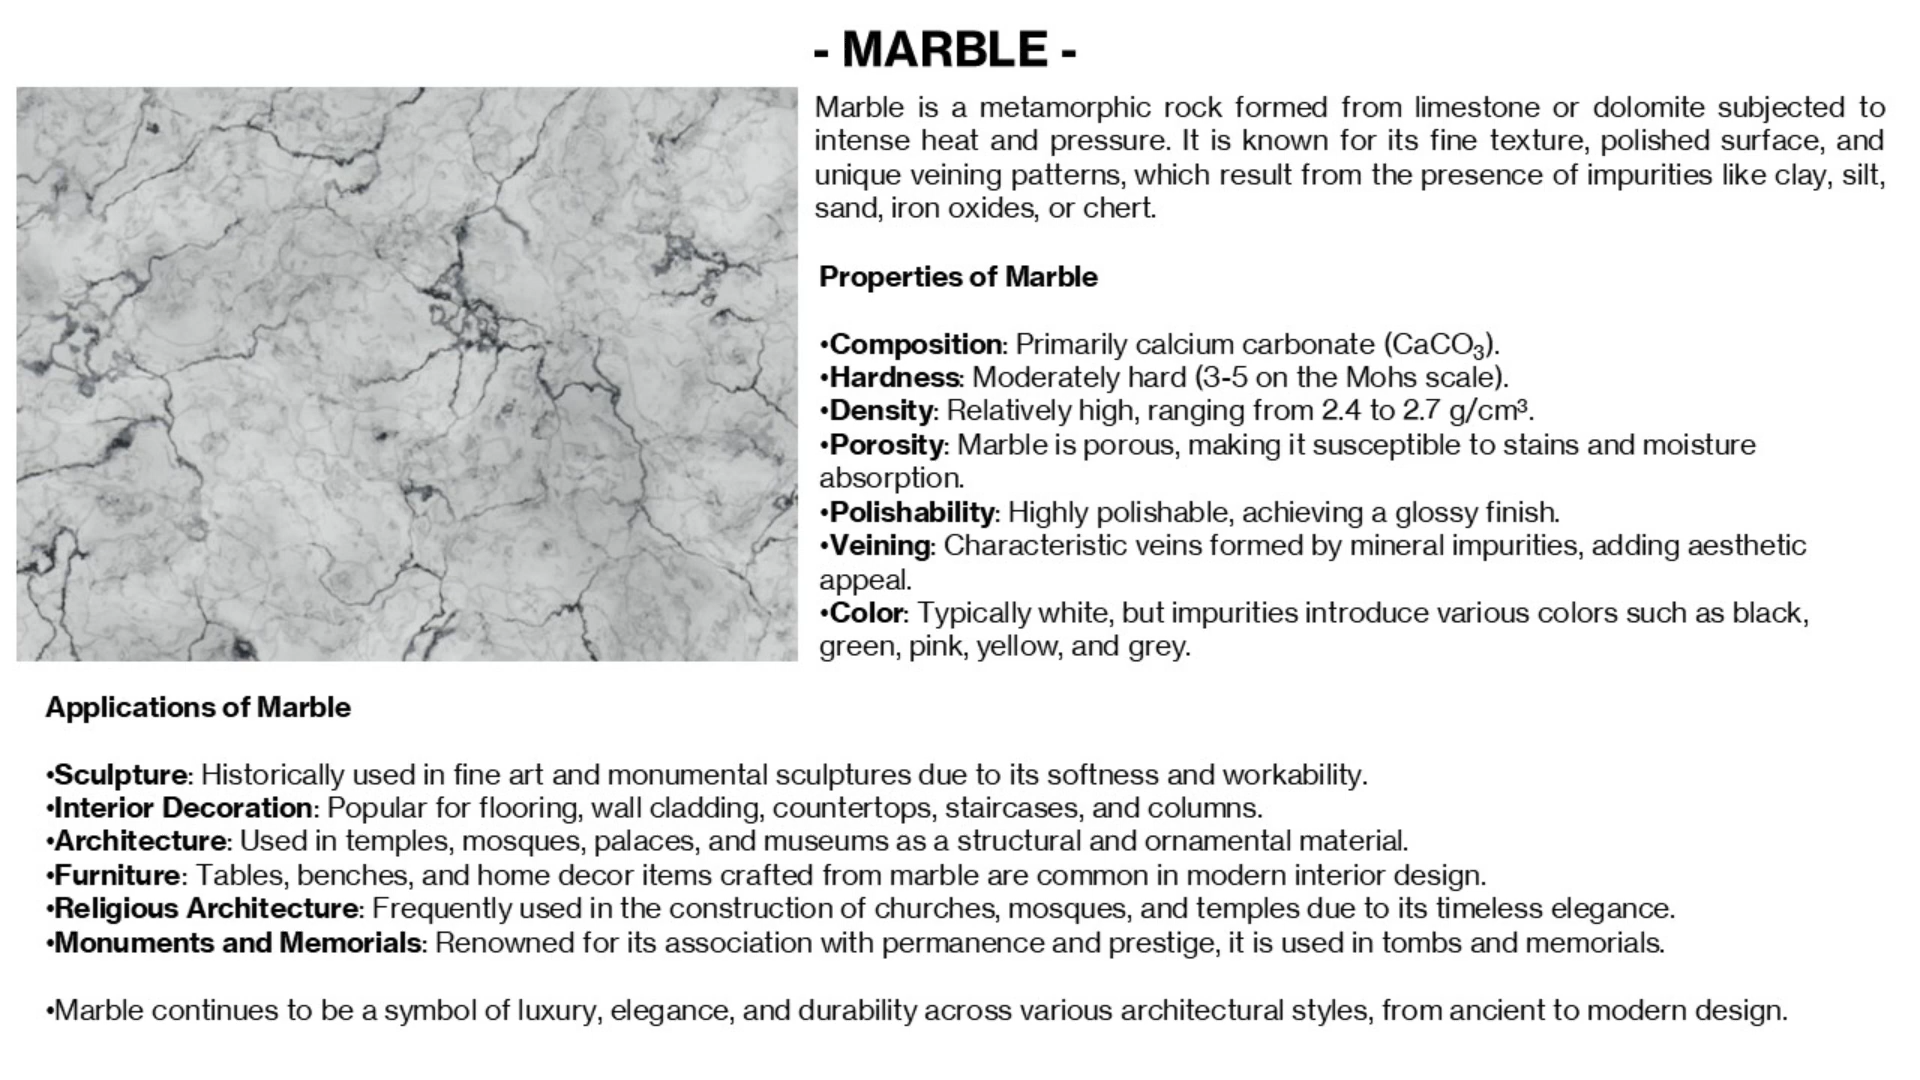 - MARBLE -
Marble is a metamorphic rock formed from limestone or dolomite subjected to
intense heat and pressure. It is known for its fine texture, polished surface, and
unique veining patterns, which result from the presence of impurities like clay, silt,
sand, iron oxides, or chert.
Properties of Marble
•Composition: Primarily calcium carbonate (CaCO₃).
•Hardness: Moderately hard (3-5 on the Mohs scale).
•Density: Relatively high, ranging from 2.4 to 2.7 g/cm³.
•Porosity: Marble is porous, making it susceptible to stains and moisture
absorption.
•Polishability: Highly polishable, achieving a glossy finish.
•Veining: Characteristic veins formed by mineral impurities, adding aesthetic
appeal.
•Color: Typically white, but impurities introduce various colors such as black,
green, pink, yellow, and grey.
Applications of Marble
•Sculpture: Historically used in fine art and monumental sculptures due to its softness and workability.
•Interior Decoration: Popular for flooring, wall cladding, countertops, staircases, and columns.
•Architecture: Used in temples, mosques, palaces, and museums as a structural and ornamental material.
•Furniture: Tables, benches, and home decor items crafted from marble are common in modern interior design.
•Religious Architecture: Frequently used in the construction of churches, mosques, and temples due to its timeless elegance.
•Monuments and Memorials: Renowned for its association with permanence and prestige, it is used in tombs and memorials.
•Marble continues to be a symbol of luxury, elegance, and durability across various architectural styles, from ancient to modern design.